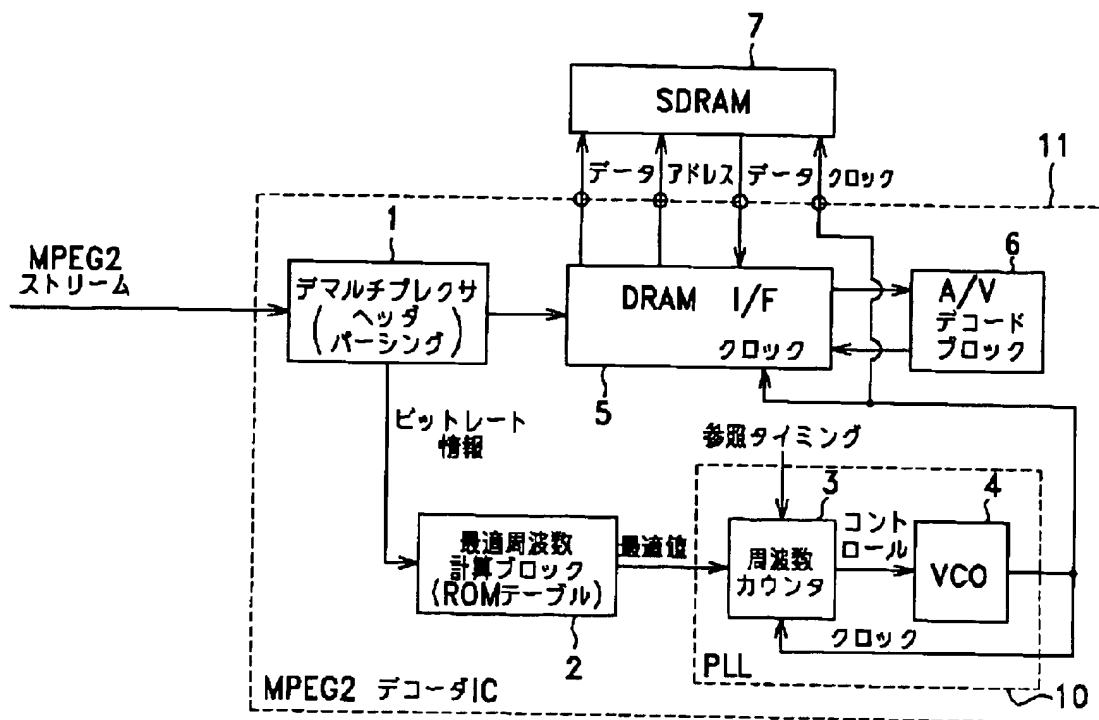 7
SDRAM
11
データ
アドレス
データ
クロック
MPEG2
ストリーム
1
デマルチプレクサ
(ヘッダ
パーシング)
DRAM I/F
クロック
5
6
A/V
デコード
ブロック
ビットレート
情報
参照タイミング
最適周波数
計算ブロック
(ROMテーブル)
2
最適値
3
周波数
カウンタ
コント
ロール
4
VCO
クロック
PLL
10
MPEG2 デコーダIC